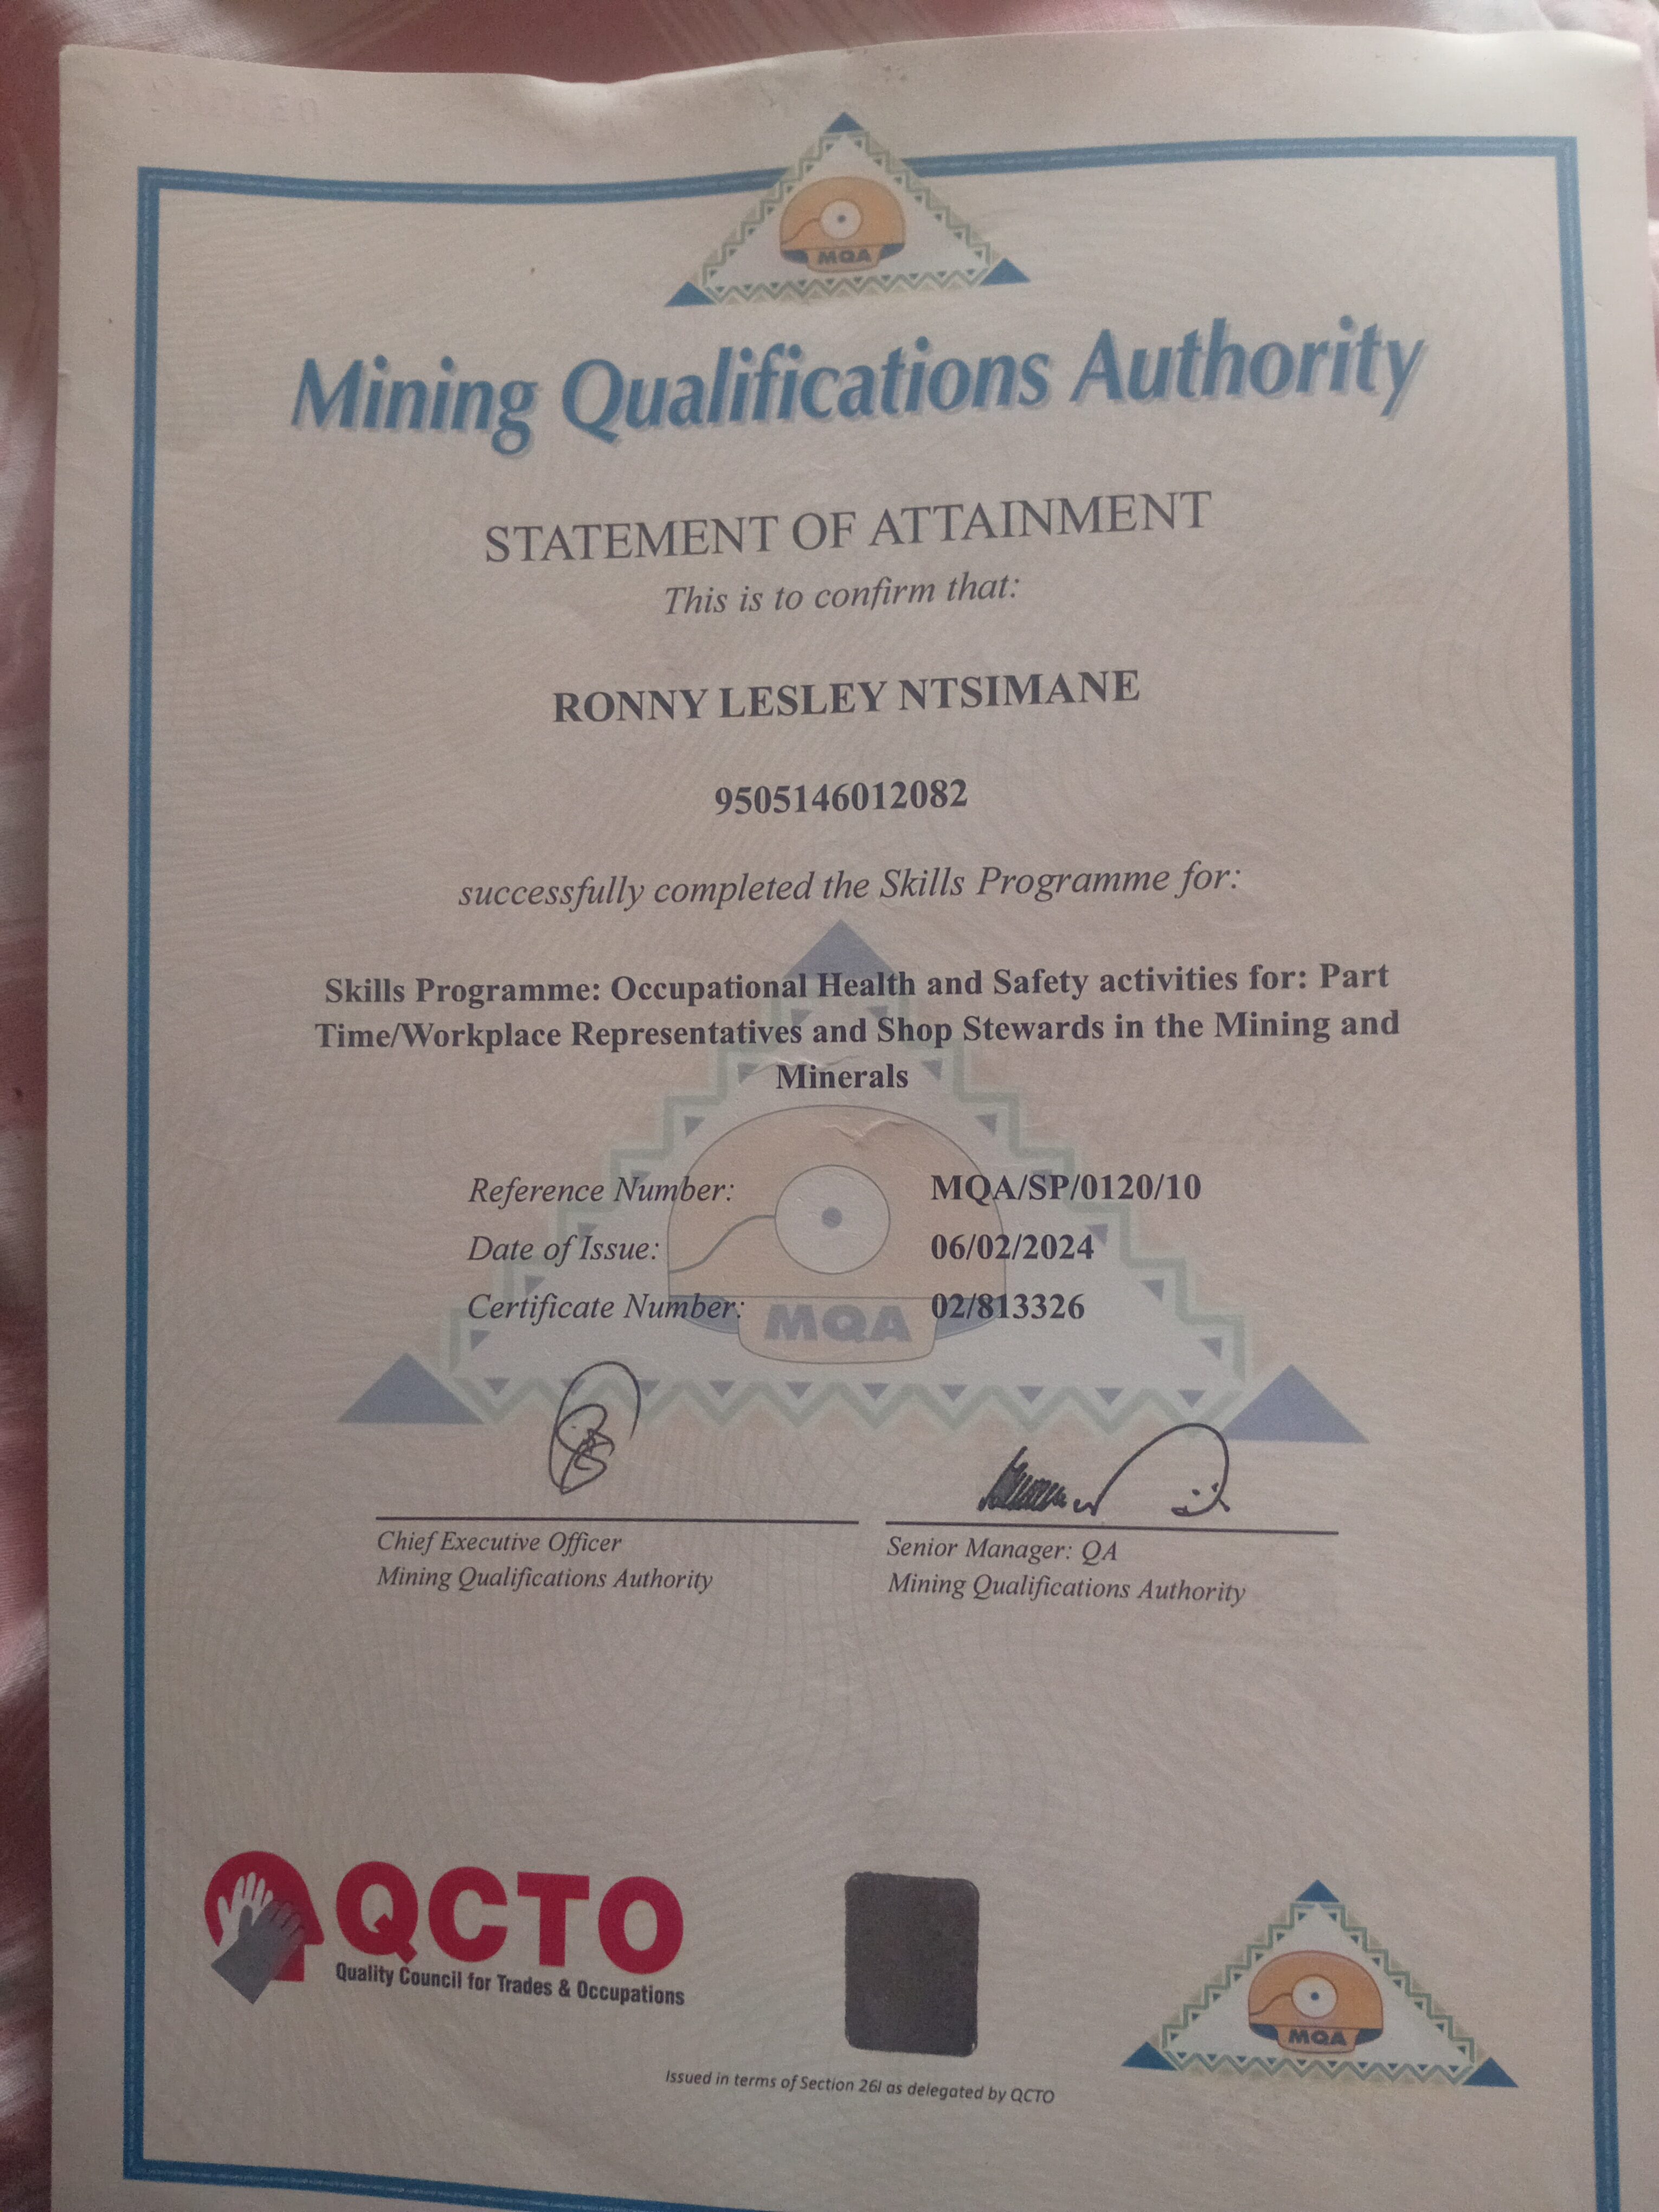 MQA
Mining Qualifications Authority
STATEMENT OF ATTAINMENT
This is to confirm that:
RONNY LESLEY NTSIMANE
9505146012082
successfully completed the Skills Programme for:
Skills Programme: Occupational Health and Safety activities for: Part
Time/Workplace Representatives and Shop Stewards in the Mining and
Minerals
Reference Number: MQA/SP/0120/10
Date of Issue: 06/02/2024
Certificate Number: 02/813326
MQA
Chief Executive Officer
Mining Qualifications Authority
Senior Manager: QA
Mining Qualifications Authority
QCTO
Quality Council for Trades & Occupations
MQA
Issued in terms of Section 26I as delegated by QCTO